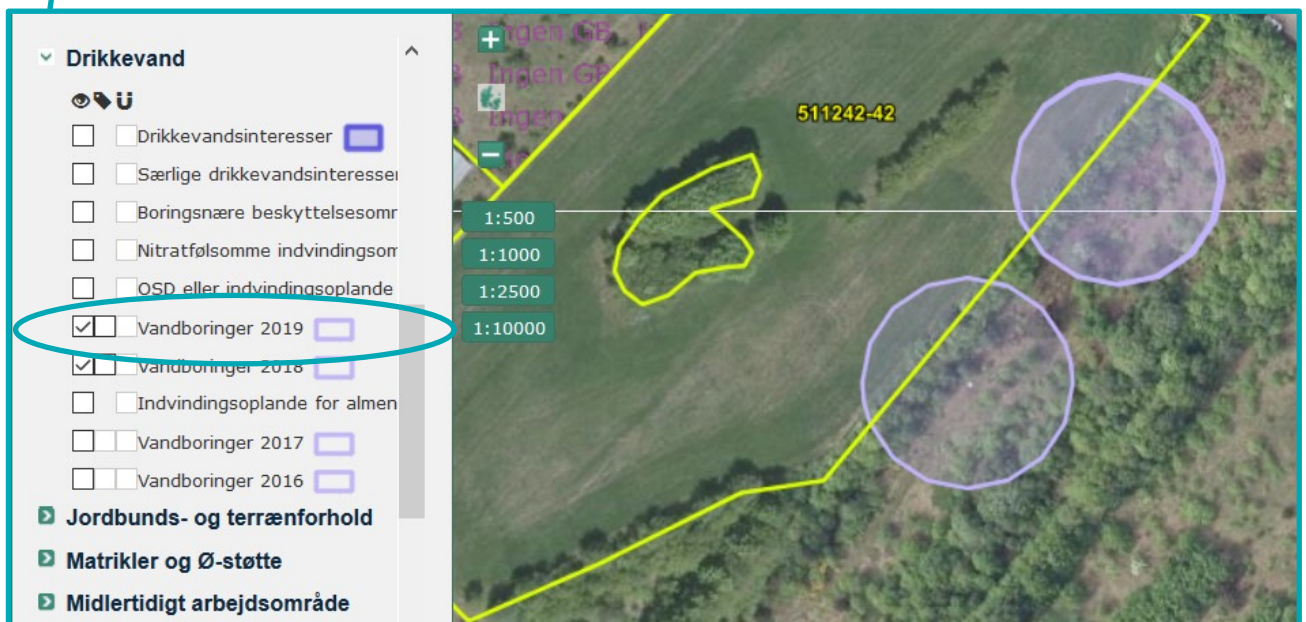 Drikkevand
Drikkevandsinteresser
Særlige drikkevandsinteresser
Boringsnære beskyttelsesomr
Nitratfølsomme indvindingsom
OSD eller indvindingsoplande
Vandboringer 2019
Vandboringer 2018
Indvindingsoplande for almen
Vandboringer 2017
Vandboringer 2016
Jordbunds- og terrænforhold
Matrikler og Ø-støtte
Midlertidigt arbejdsområde
Ingen GB
Ingen GB
Ingen
511242-42
1:500
1:1000
1:2500
1:10000